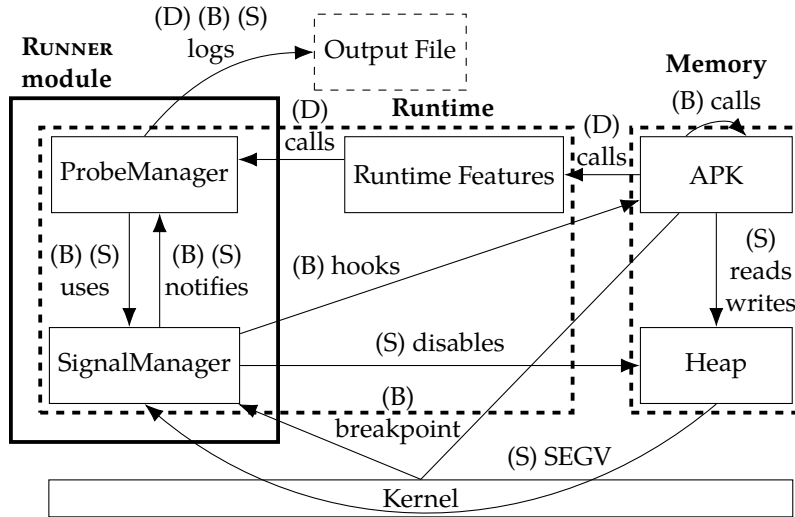 (D) (B) (S)
logs
Output File
RUNNER
module
Memory
(B) calls
Runtime
(D)
calls
(D)
calls
ProbeManager
Runtime Features
APK
(B) (S)
uses
(B) (S)
notifies
(B) hooks
(S)
reads
writes
SignalManager
(S) disables
Heap
(B)
breakpoint
(S) SEGV
Kernel